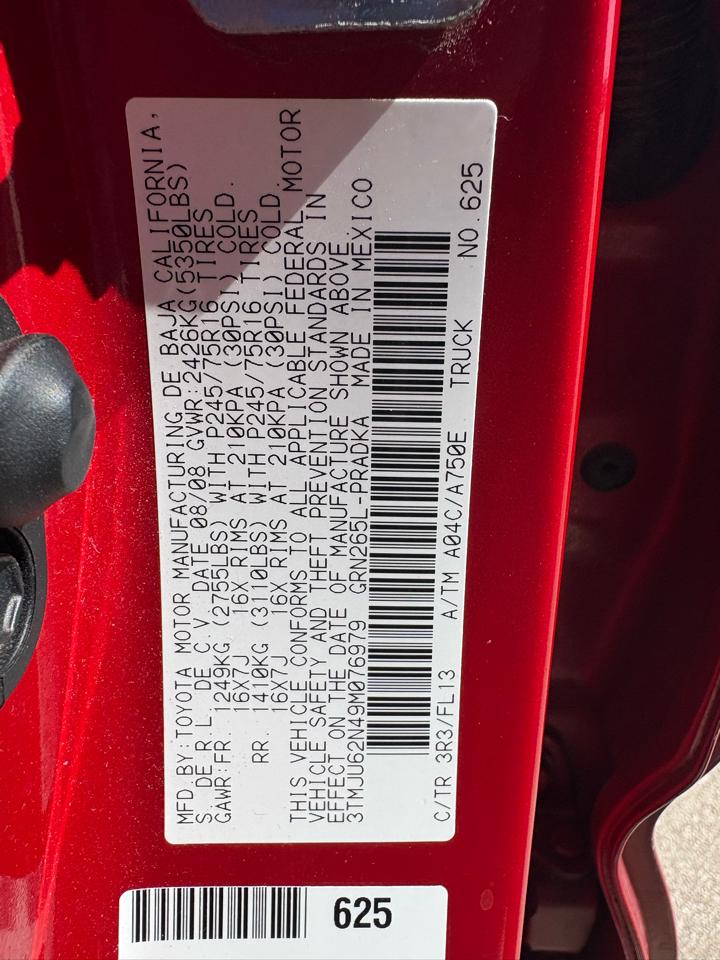 MFD.BY:TOYOTA MOTOR MANUFACTURING DE BAJA CALIFORNIA,
S. DE R.L. DE C.V. DATE 08/08 GVWR:2426KG(5350LBS)
GAWR:FR. 1249KG (2755LBS) WITH P245/75R16 TIRES
16X7J 16X RIMS AT 210KPA (30PSI) COLD.
RR. 1410KG (3110LBS) WITH P245/75R16 TIRES
16X7J 16X RIMS AT 210KPA (30PSI) COLD.
THIS VEHICLE CONFORMS TO ALL APPLICABLE FEDERAL MOTOR
VEHICLE SAFETY AND THEFT PREVENTION STANDARDS IN
EFFECT ON THE DATE OF MANUFACTURE SHOWN ABOVE.
3TMJU62N49M076979 GRN265L-PRADKA MADE IN MEXICO
C/TR 3R3/FL13 A/TM A04C/A750E TRUCK NO.625
625